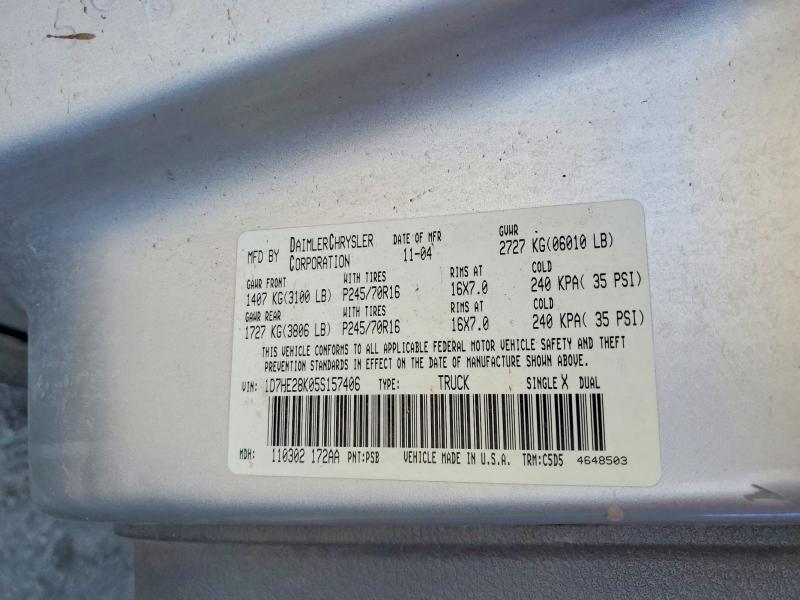 MFD BY DAIMLERCHRYSLER CORPORATION DATE OF MFR 11-04 GVWR 2727 KG(06010 LB)
GAWR FRONT WITH TIRES RIMS AT COLD
1407 KG(3100 LB) P245/70R16 16X7.0 240 KPA( 35 PSI)
GAWR REAR WITH TIRES RIMS AT COLD
1727 KG(3806 LB) P245/70R16 16X7.0 240 KPA( 35 PSI)
THIS VEHICLE CONFORMS TO ALL APPLICABLE FEDERAL MOTOR VEHICLE SAFETY AND THEFT
PREVENTION STANDARDS IN EFFECT ON THE DATE OF MANUFACTURE SHOWN ABOVE.
VIN: 1D7HE28K05S157406 TYPE: TRUCK SINGLE X DUAL
MDH: 110302 172AA PNT:PSB VEHICLE MADE IN U.S.A. TRM:C5D5 4648503